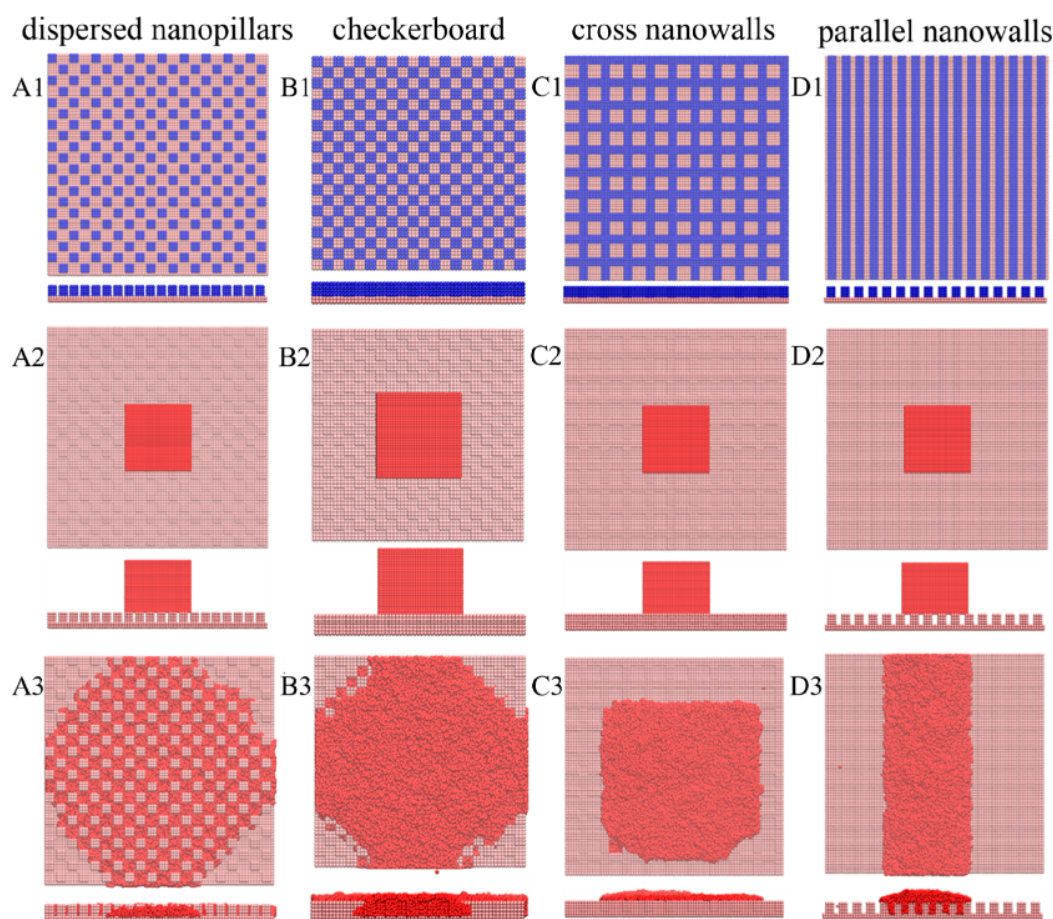 dispersed nanopillars checkerboard cross nanowalls parallel nanowalls
A1 B1 C1 D1
A2 B2 C2 D2
A3 B3 C3 D3